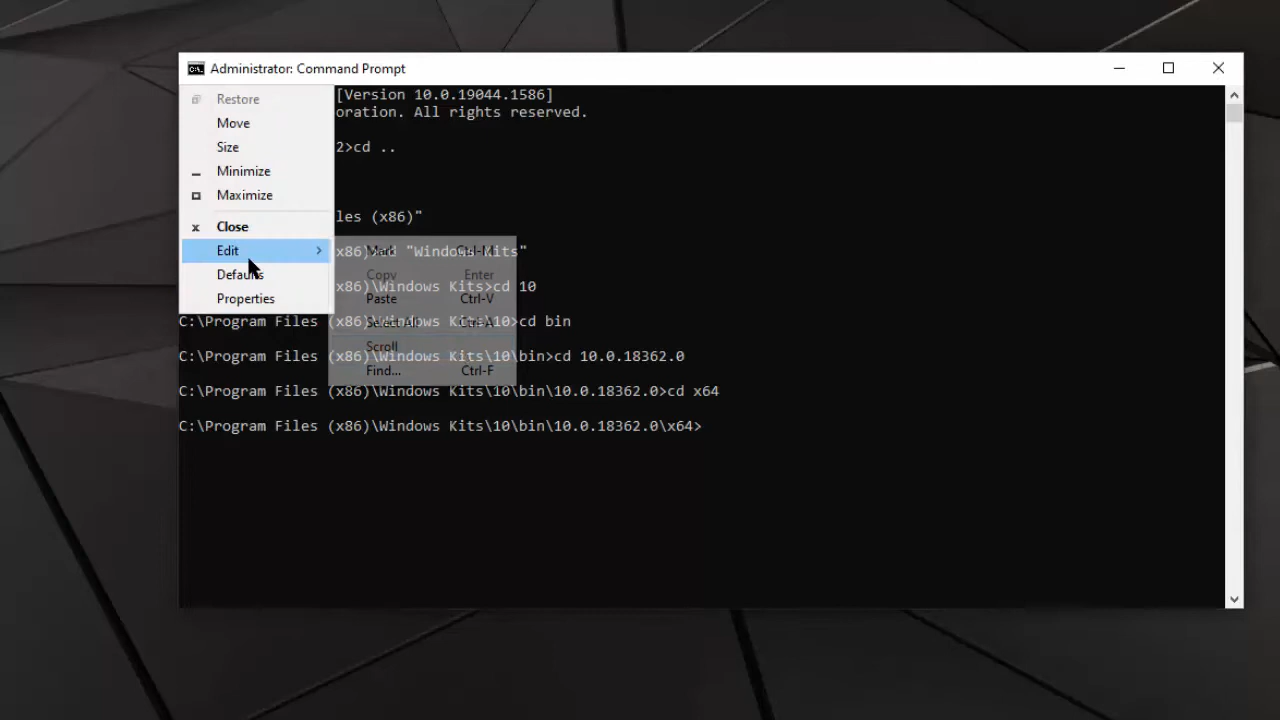 Administrator: Command Prompt
Restore
Move
Size
Minimize
Maximize
Close
Edit
Defaults
Properties
[Version 10.0.19044.1586]
oration. All rights reserved.
2>cd ..
les (x86)"
x86)>cd "Windows Kits"
x86)\Windows Kits>cd 10
C:\Program Files (x86)\Windows Kits\10>cd bin
C:\Program Files (x86)\Windows Kits\10\bin>cd 10.0.18362.0
C:\Program Files (x86)\Windows Kits\10\bin\10.0.18362.0>cd x64
C:\Program Files (x86)\Windows Kits\10\bin\10.0.18362.0\x64>
Mark Ctrl-M
Copy Enter
Paste Ctrl-V
Select All Ctrl-A
Scroll
Find... Ctrl-F